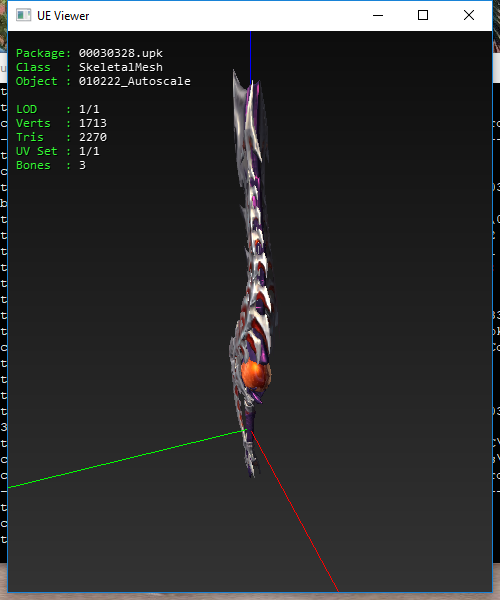 UE Viewer
Package: 00030328.upk
Class : SkeletalMesh
Object : 010222_Autoscale
LOD : 1/1
Verts : 1713
Tris : 2270
UV Set : 1/1
Bones : 3